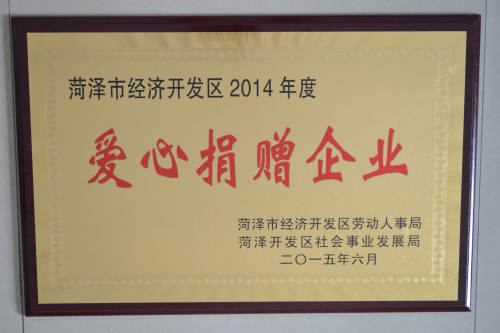 菏泽市经济开发区2014年度
爱心捐赠企业
菏泽市经济开发区劳动人事局
菏泽开发区社会事业发展局
二〇一五年六月